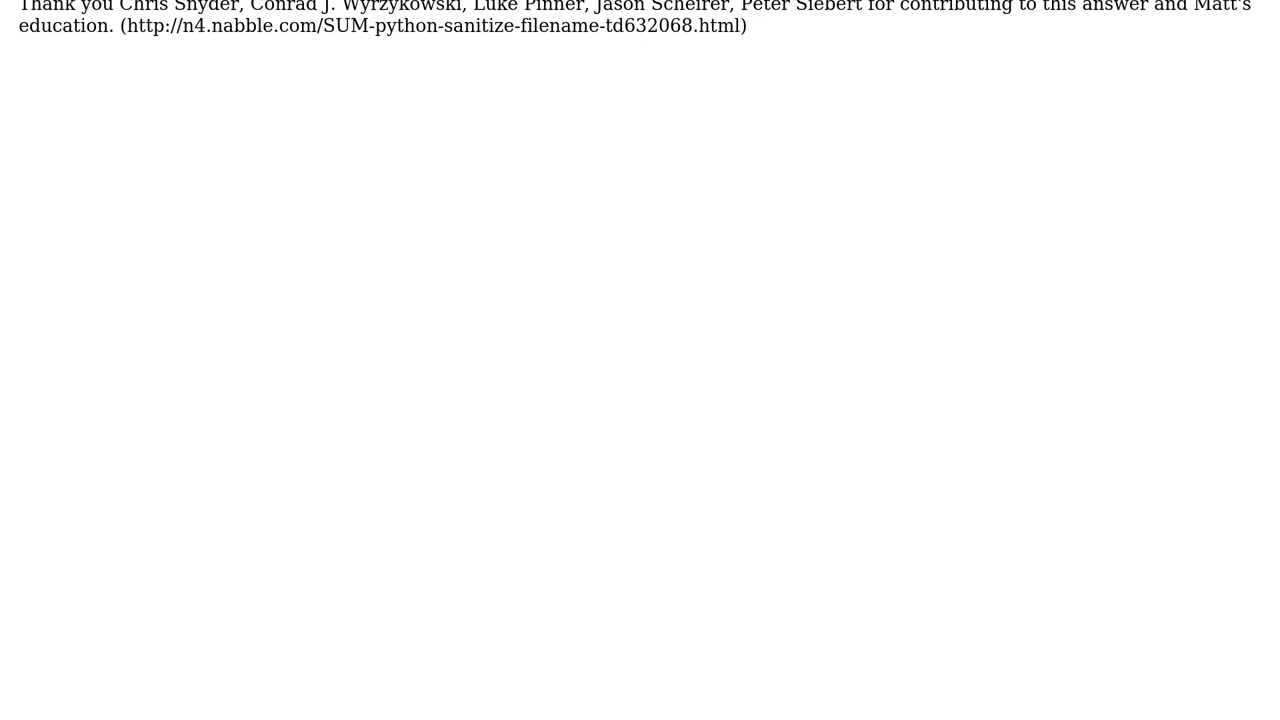 Thank you Chris Snyder, Conrad J. Wyrzykowski, Luke Pinner, Jason Scheirer, Peter Siebert for contributing to this answer and Matt's
education. (http://n4.nabble.com/SUM-python-sanitize-filename-td632068.html)